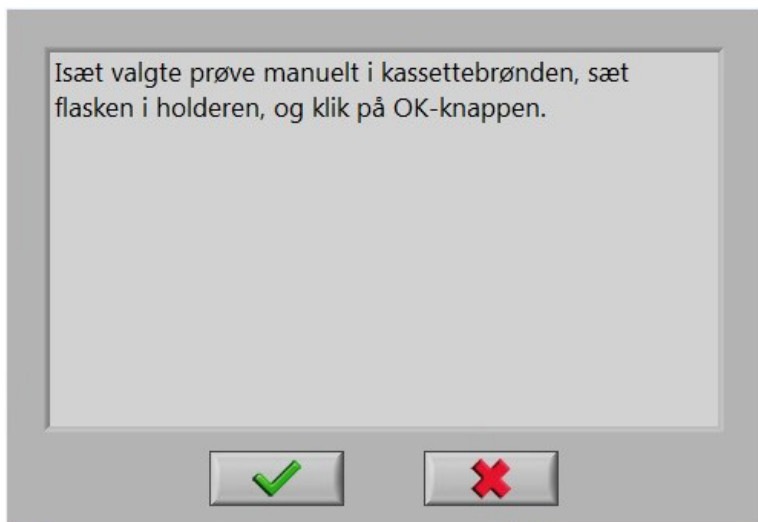 Isæt valgte prøve manuelt i kassettebrønden, sæt
flasken i holderen, og klik på OK-knappen.